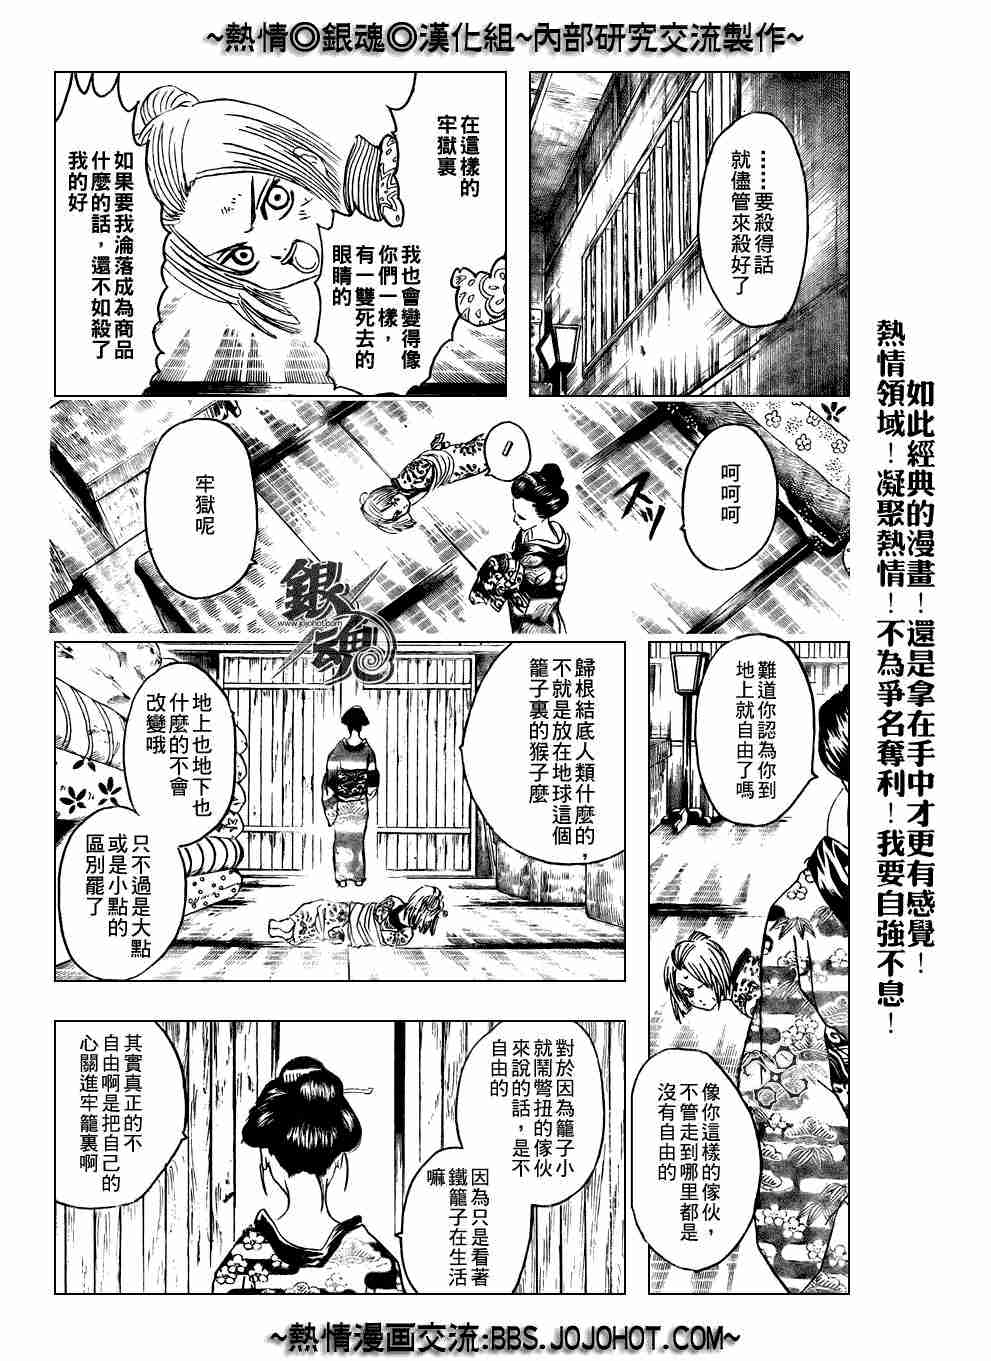 ~熱情◎銀魂◎漢化組~內部研究交流製作~
……要殺得話
就儘管來殺好了
在這樣的
牢獄裏
我也會變得像
你們一樣，
有一雙死去的
眼睛的
如果要我淪落成為商品
什麼的話，還不如殺了
我的好
呵呵呵
！
牢獄呢
銀魂
www.jojohot.com
難道你認為你到
地上就自由了嗎
像你這樣的傢伙，
不管走到哪里都是
沒有自由的
歸根結底人類什麼的，
不就是放在地球這個
籠子裏的猴子麼
地上也地下也
什麼的不會
改變哦
只不過是大點
或是小點的
區別罷了
對於因為籠子小
就鬧彆扭的傢伙
來說的話，是不
自由的
因為只是看著
鐵籠子在生活
嘛
其實真正的不
自由啊是把自己的
心關進牢籠裏啊
如此經典的漫畫！還是拿在手中才更有感覺！
熱情領域！凝聚熱情！不為爭名奪利！我要自強不息！
~熱情漫画交流:BBS.JOJOHOT.COM~